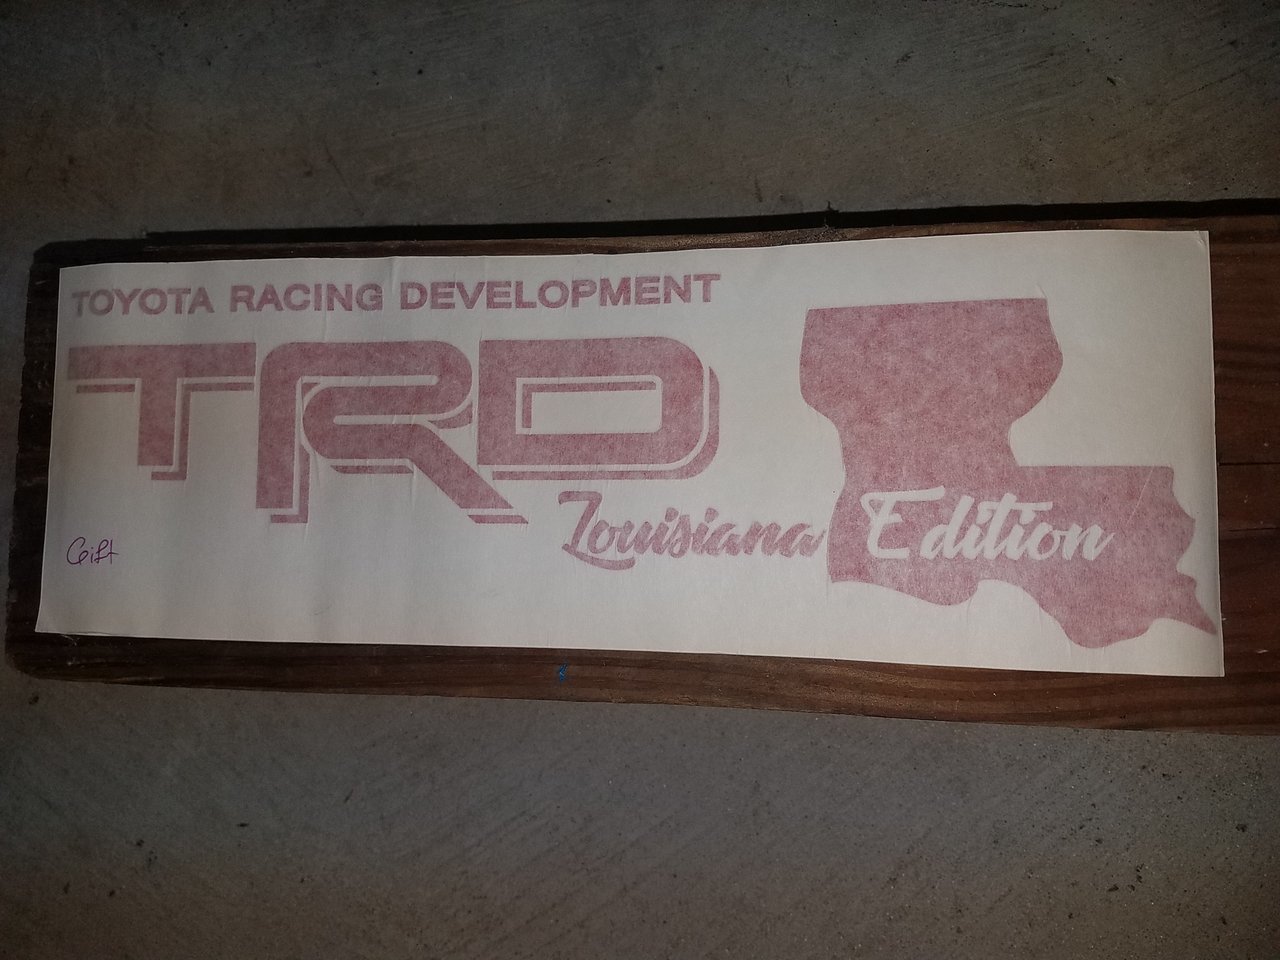 TOYOTA RACING DEVELOPMENT
TRD
Louisiana Edition
Gift